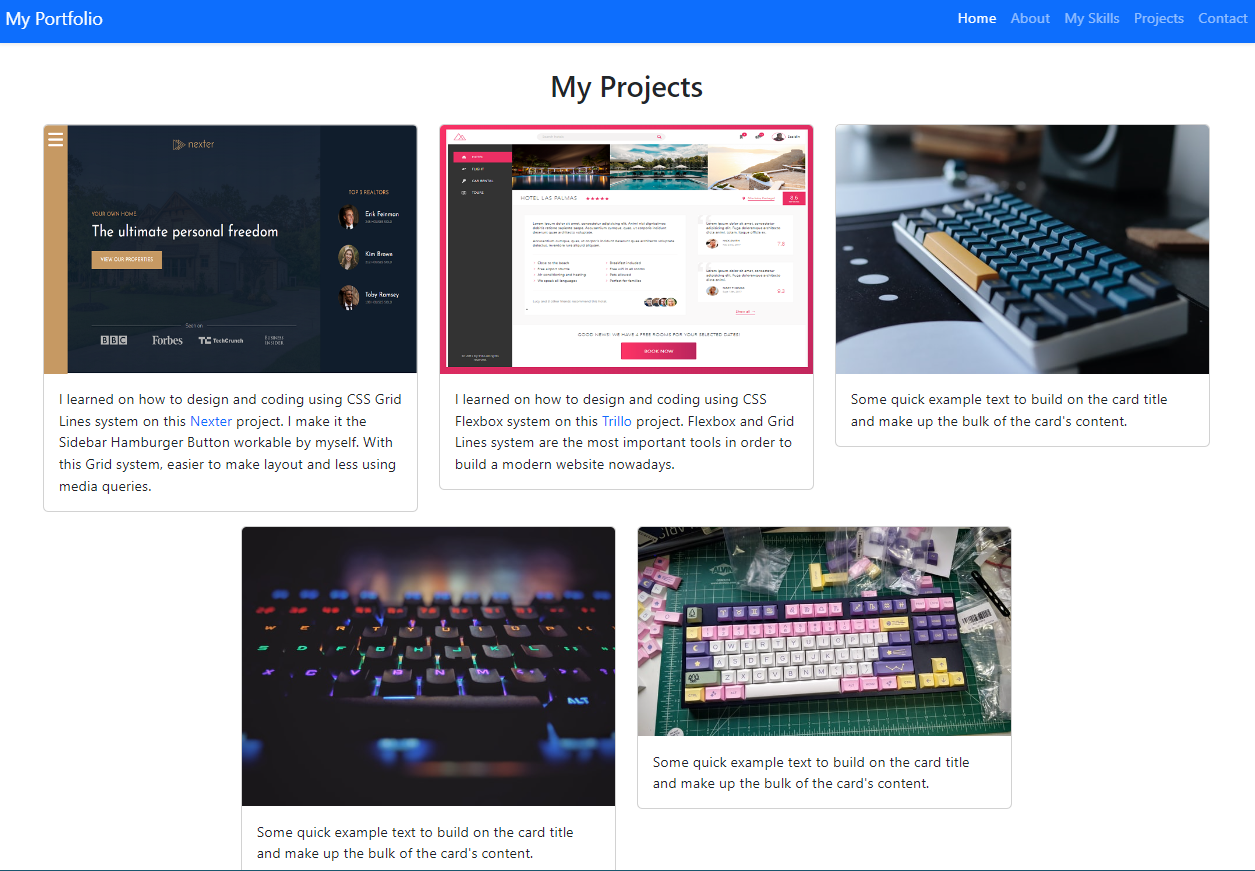 My Portfolio
Home About My Skills Projects Contact
My Projects
nexter
YOUR OWN HOME
The ultimate personal freedom
VIEW OUR PROPERTIES
TOP 3 REALTORS
Erik Feinman
Kim Brown
Toby Ramsey
Seen on
BBC Forbes TechCrunch BUSINESS INSIDER
HOTEL LAS PALMAS
8.6
GOOD NEWS! WE HAVE 4 FREE ROOMS FOR YOUR SELECTED DATES!
BOOK NOW
I learned on how to design and coding using CSS Grid
Lines system on this Nexter project. I make it the
Sidebar Hamburger Button workable by myself. With
this Grid system, easier to make layout and less using
media queries.
I learned on how to design and coding using CSS
Flexbox system on this Trillo project. Flexbox and Grid
Lines system are the most important tools in order to
build a modern website nowadays.
Some quick example text to build on the card title
and make up the bulk of the card's content.
ALT
Some quick example text to build on the card title
and make up the bulk of the card's content.
Some quick example text to build on the card title
and make up the bulk of the card's content.